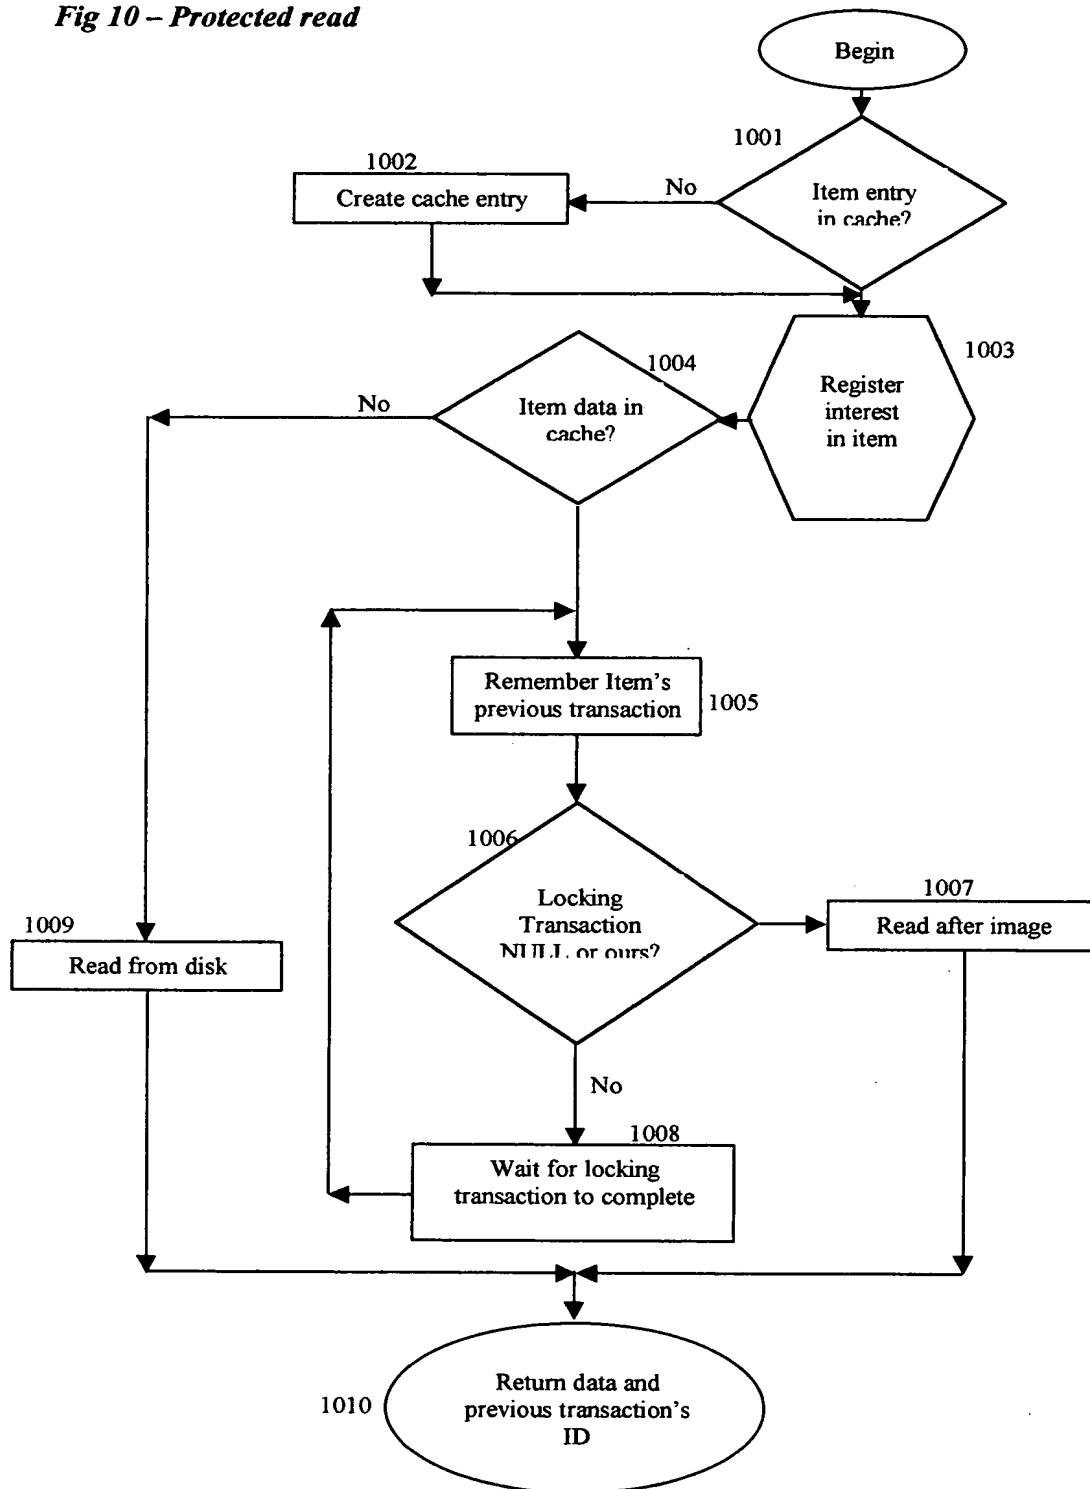 Fig 10 – Protected read
Begin
1001
Item entry
in cache?
No
1002
Create cache entry
1003
Register
interest
in item
1004
Item data in
cache?
No
Remember Item's
previous transaction
1005
1006
Locking
Transaction
NULL or ours?
1007
Read after image
No
1008
Wait for locking
transaction to complete
1009
Read from disk
1010
Return data and
previous transaction's
ID